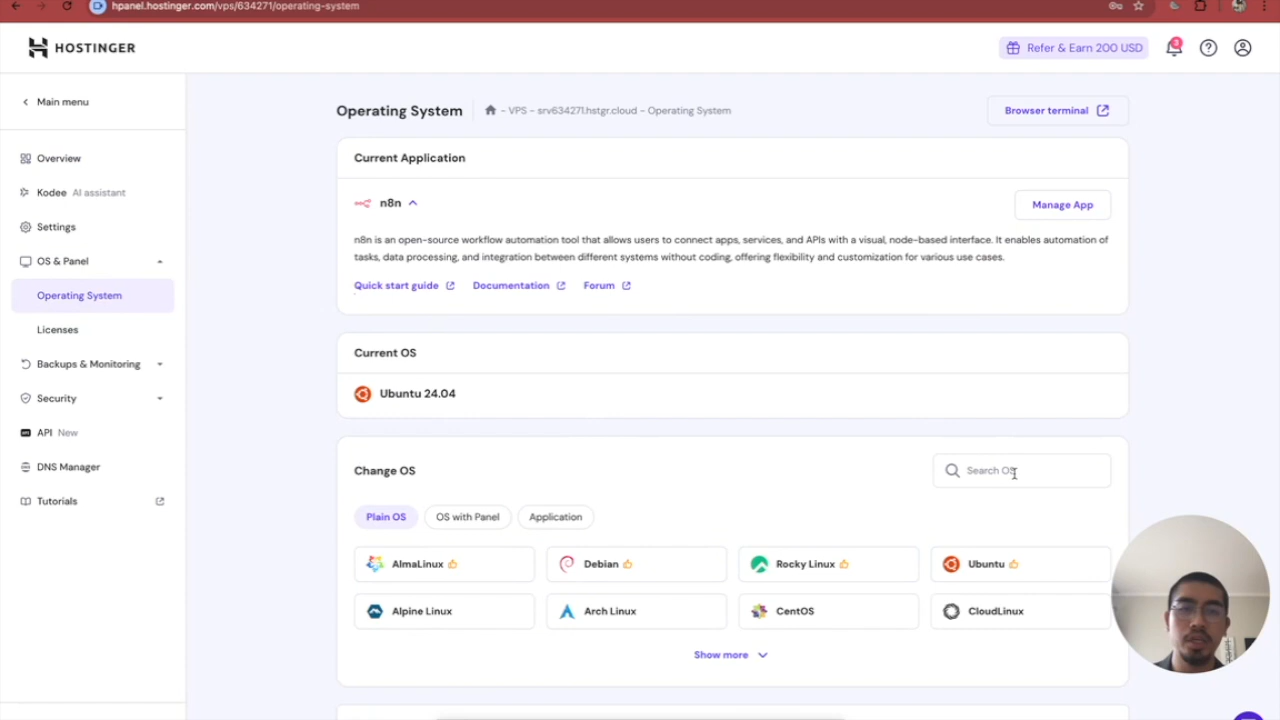 hpanel.hostinger.com/vps/634271/operating-system
HOSTINGER
Refer & Earn 200 USD
3
Main menu
Operating System
- VPS - srv634271.hstgr.cloud - Operating System
Browser terminal
Overview
Kodee AI assistant
Settings
OS & Panel
Operating System
Licenses
Backups & Monitoring
Security
API New
DNS Manager
Tutorials
Current Application
n8n
Manage App
n8n is an open-source workflow automation tool that allows users to connect apps, services, and APIs with a visual, node-based interface. It enables automation of
tasks, data processing, and integration between different systems without coding, offering flexibility and customization for various use cases.
Quick start guide Documentation Forum
Current OS
Ubuntu 24.04
Change OS
Search OS
Plain OS OS with Panel Application
AlmaLinux Debian Rocky Linux Ubuntu
Alpine Linux Arch Linux CentOS CloudLinux
Show more